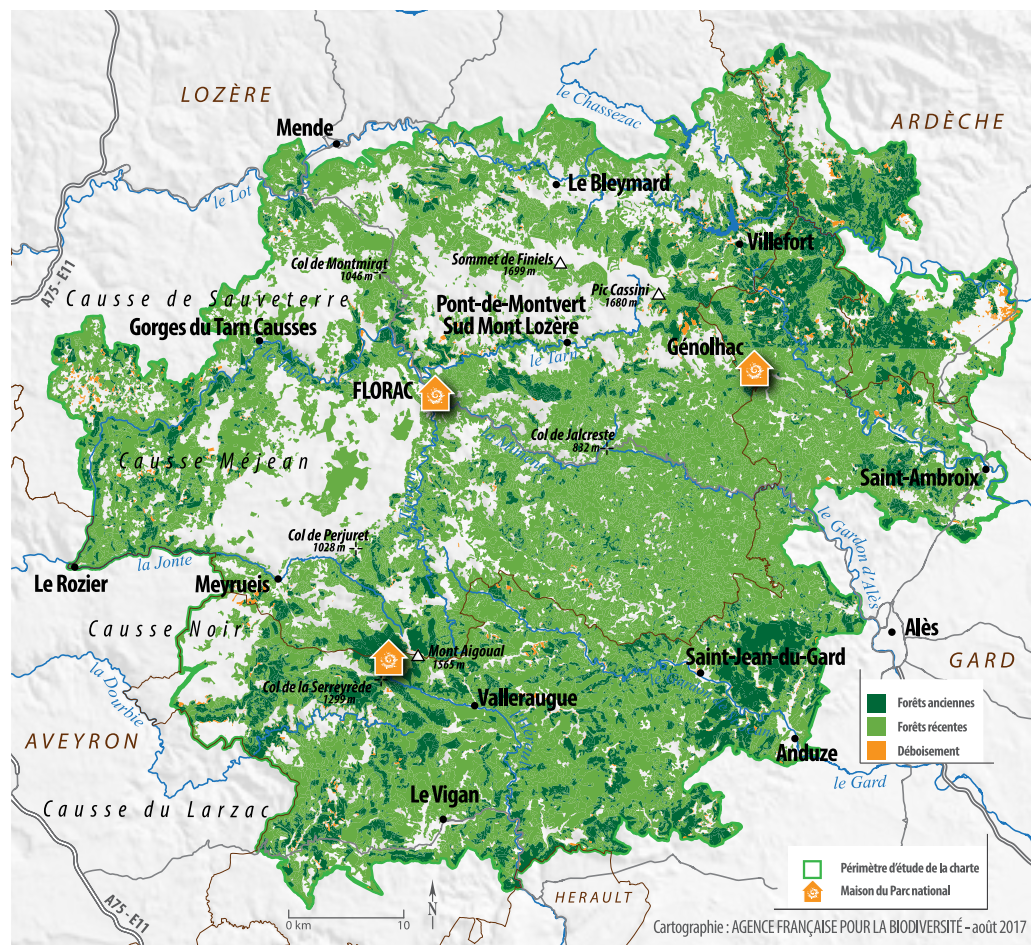 LOZÈRE
ARDÈCHE
le Chassezac
Mende
le Lot
Le Bleymard
Villefort
A75 - E11
Col de Montmirat
1046 m
Sommet de Finiels
1699 m
Pic Cassini
1680 m
Causse de Sauveterre
Gorges du Tarn Causses
Pont-de-Montvert
Sud Mont Lozère
le Tarn
Génolhac
FLORAC
Col de Jalcreste
832 m
la Mimente
Causse Méjean
Saint-Ambroix
le Gardon d'Alès
Col de Perjuret
1028 m
la Jonte
Le Rozier
Meyrueis
Causse Noir
Alès
la Dourbie
Mont Aigoual
1565 m
Col de la Serreyrède
1299 m
Saint-Jean-du-Gard
GARD
Valleraugue
AVEYRON
Anduze
le Gard
Causse du Larzac
Le Vigan
HERAULT
A75 - E11
Forêts anciennes
Forêts récentes
Déboisement
Périmètre d'étude de la charte
Maison du Parc national
0 km
10
N
Cartographie : AGENCE FRANÇAISE POUR LA BIODIVERSITÉ – août 2017